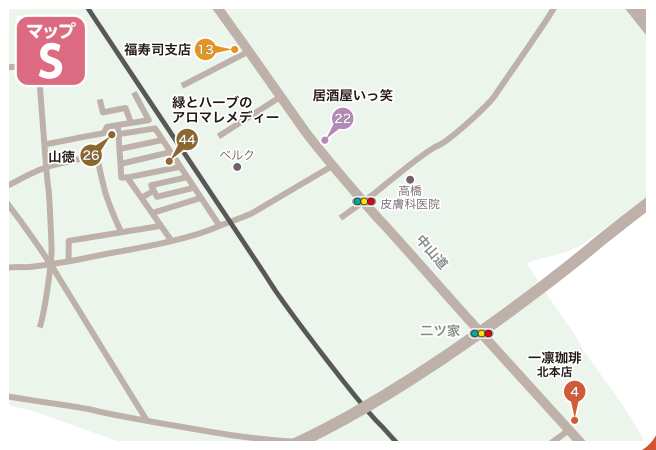 マップ
S
福寿司支店
13
緑とハーブの
アロマレメディー
44
居酒屋いっ笑
22
山徳
26
ベルク
高橋
皮膚科医院
中山道
二ツ家
一凛珈琲
北本店
4